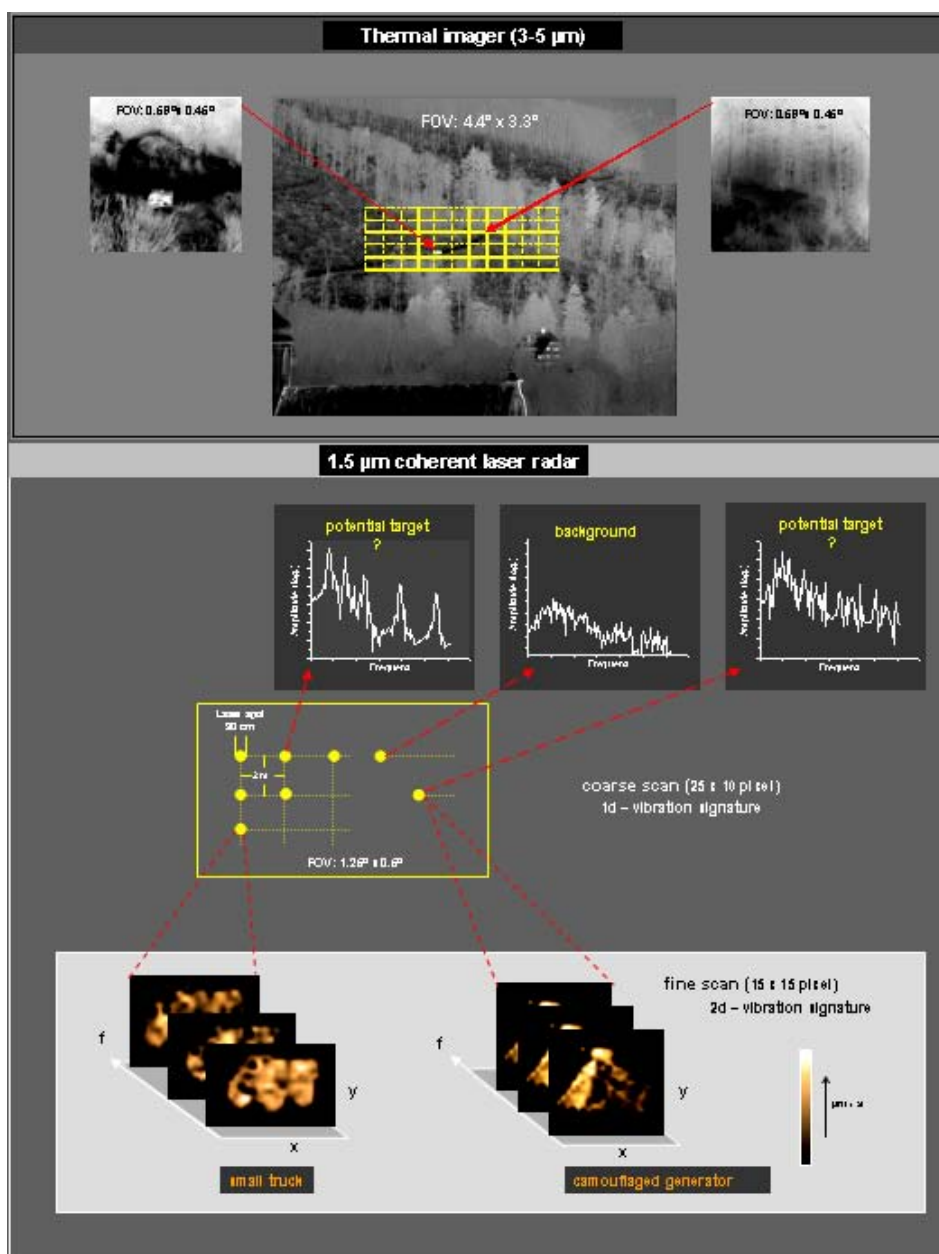 Thermal imager (3-5 µm)
FOV: 0.68° x 0.46°
FOV: 4.4° x 3.3°
FOV: 0.68° x 0.46°
1.5 µm coherent laser radar
potential target
?
background
potential target
?
Amplitude
Amplitude
Amplitude
Laser spot
cm
FOV: 1.26° x 0.6°
coarse scan (25 x 10 pixel)
1d – vibration signature
fine scan (15 x 15 pixel)
2d – vibration signature
f
y
x
f
y
x
small truck
camouflaged generator